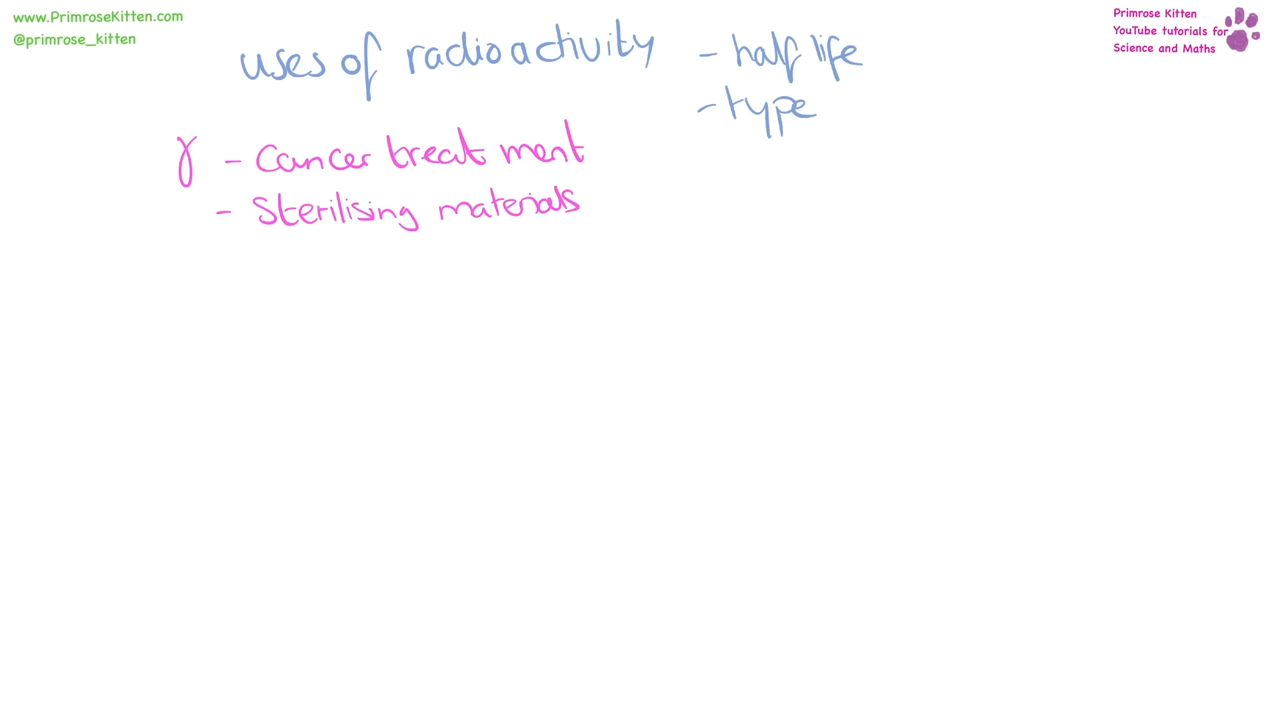 www.PrimroseKitten.com
@primrose_kitten
Primrose Kitten
YouTube tutorials for
Science and Maths
uses of radioactivity - half life
- type
γ - Cancer treatment
- Sterilising materials